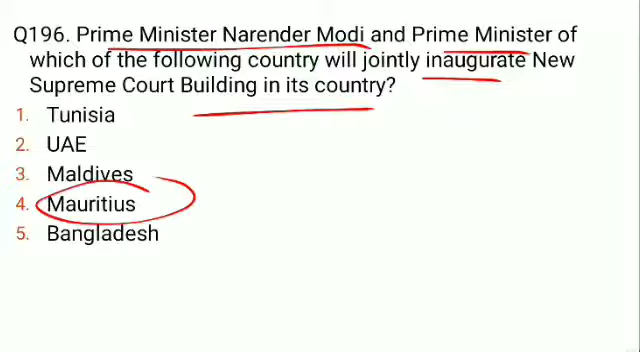 Q196. Prime Minister Narender Modi and Prime Minister of
which of the following country will jointly inaugurate New
Supreme Court Building in its country?
1. Tunisia
2. UAE
3. Maldives
4. Mauritius
5. Bangladesh